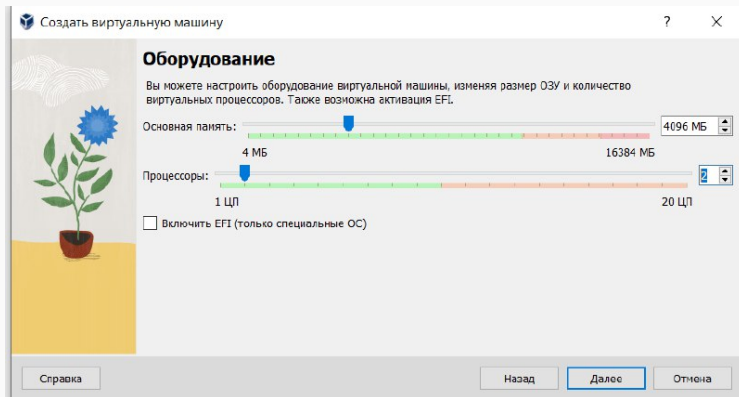 Создать виртуальную машину
Оборудование
Вы можете настроить оборудование виртуальной машины, изменяя размер ОЗУ и количество
виртуальных процессоров. Также возможна активация EFI.
Основная память: 4096 МБ
4 МБ 16384 МБ
Процессоры: 2
1 ЦП 20 ЦП
Включить EFI (только специальные ОС)
Справка Назад Далее Отмена